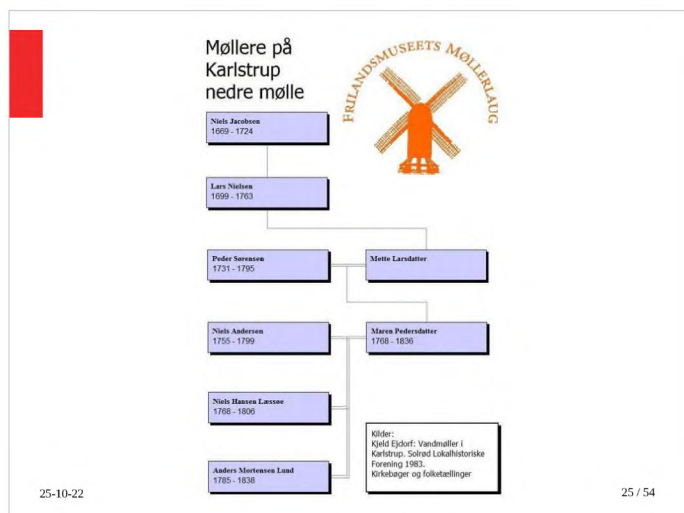 Møllere på
Karlstrup
nedre mølle
FRILANDSMUSEETS MØLLERLAUG
Niels Jacobsen
1669 - 1724
Lars Nielsen
1699 - 1763
Peder Sørensen
1731 - 1795
Mette Larsdatter
Niels Andersen
1755 - 1799
Maren Pedersdatter
1768 - 1836
Niels Hansen Læssøe
1768 - 1806
Anders Mortensen Lund
1785 - 1838
Kilder:
Kjeld Ejdorf: Vandmøller i
Karlstrup. Solrød Lokalhistoriske
Forening 1983.
Kirkebøger og folketællinger
25-10-22
25 / 54